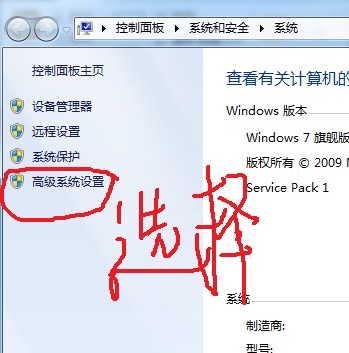 控制面板 ▸ 系统和安全 ▸ 系统
控制面板主页
设备管理器
远程设置
系统保护
高级系统设置
查看有关计算机的
Windows 版本
Windows 7 旗舰版
版权所有 © 2009 M
Service Pack 1
选择
系统
制造商:
型号: